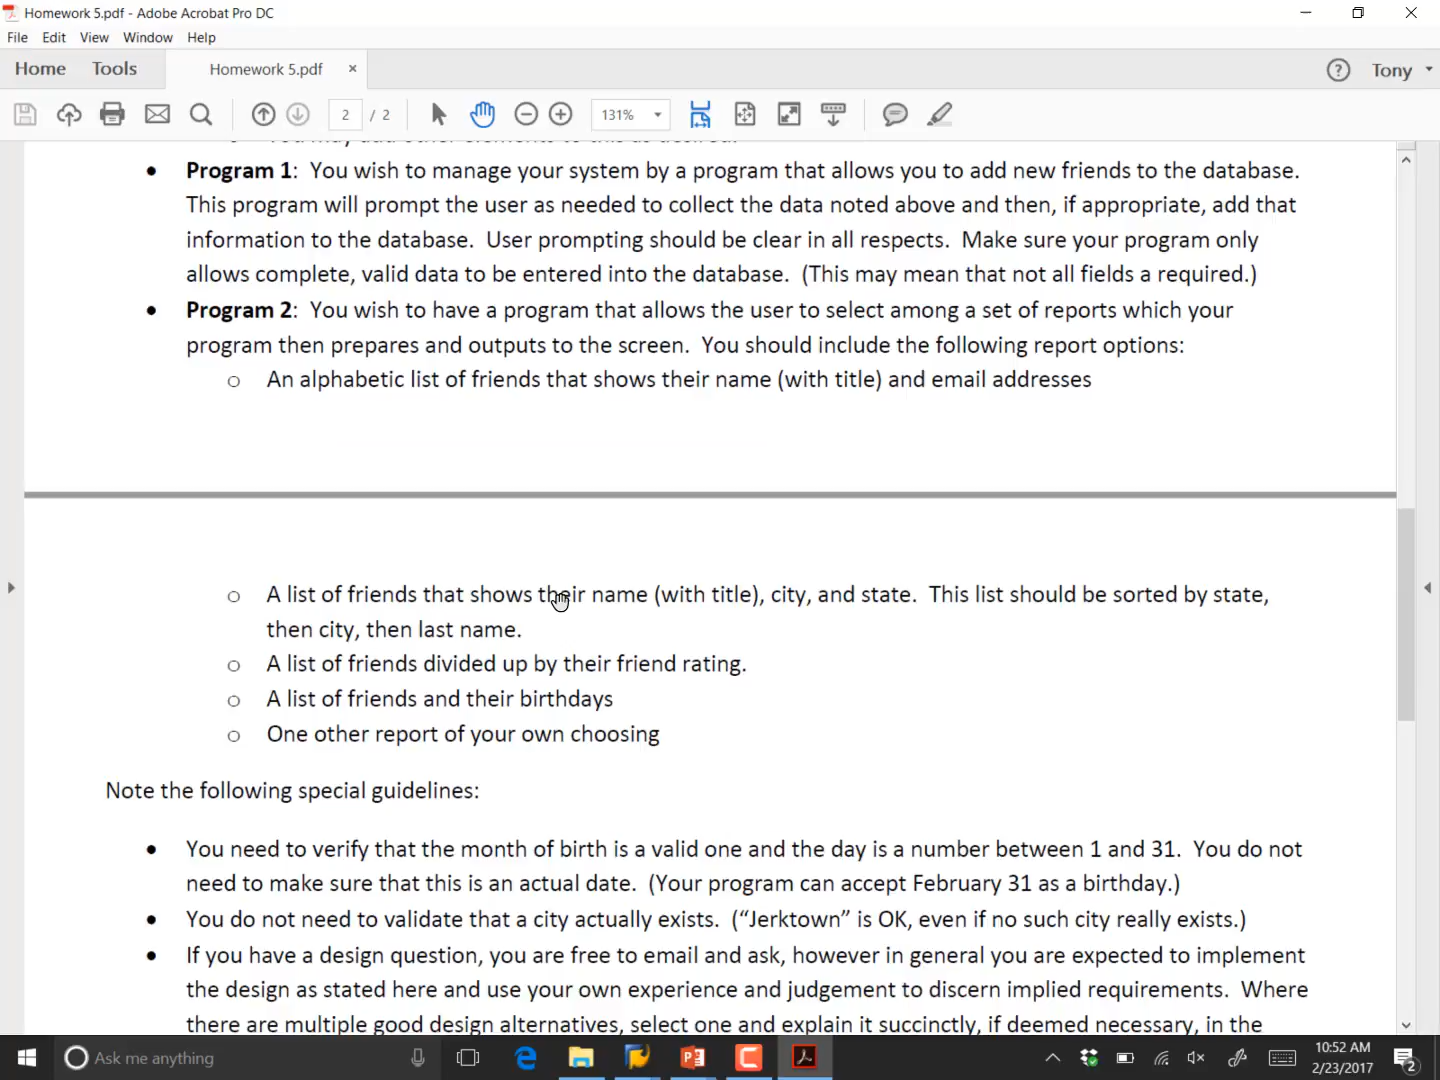 Homework 5.pdf - Adobe Acrobat Pro DC
File Edit View Window Help
Home Tools Homework 5.pdf × ? Tony
2 / 2 131%
You may add other elements to this as desired.
• Program 1: You wish to manage your system by a program that allows you to add new friends to the database.
This program will prompt the user as needed to collect the data noted above and then, if appropriate, add that
information to the database. User prompting should be clear in all respects. Make sure your program only
allows complete, valid data to be entered into the database. (This may mean that not all fields a required.)
• Program 2: You wish to have a program that allows the user to select among a set of reports which your
program then prepares and outputs to the screen. You should include the following report options:
o An alphabetic list of friends that shows their name (with title) and email addresses
o A list of friends that shows their name (with title), city, and state. This list should be sorted by state,
then city, then last name.
o A list of friends divided up by their friend rating.
o A list of friends and their birthdays
o One other report of your own choosing
Note the following special guidelines:
• You need to verify that the month of birth is a valid one and the day is a number between 1 and 31. You do not
need to make sure that this is an actual date. (Your program can accept February 31 as a birthday.)
• You do not need to validate that a city actually exists. (“Jerktown” is OK, even if no such city really exists.)
• If you have a design question, you are free to email and ask, however in general you are expected to implement
the design as stated here and use your own experience and judgement to discern implied requirements. Where
there are multiple good design alternatives, select one and explain it succinctly, if deemed necessary, in the
Ask me anything
10:52 AM
2/23/2017
2